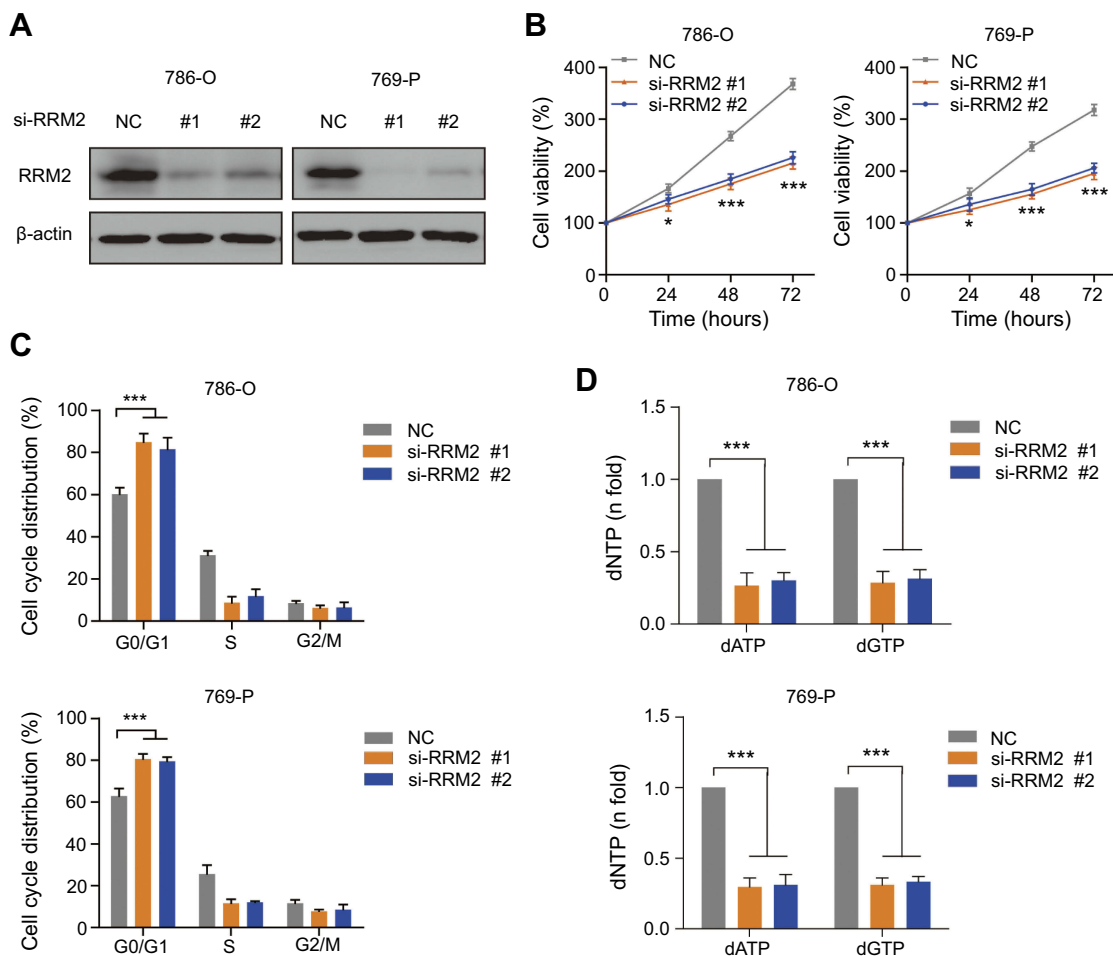 A
786-O 769-P
si-RRM2 NC #1 #2 NC #1 #2
RRM2
β-actin
B
786-O
NC
si-RRM2 #1
si-RRM2 #2
Cell viability (%)
400
300
200
100
0
* *** ***
0 24 48 72
Time (hours)
769-P
NC
si-RRM2 #1
si-RRM2 #2
Cell viability (%)
400
300
200
100
0
* *** ***
0 24 48 72
Time (hours)
C
786-O
Cell cycle distribution (%)
100
80
60
40
20
0
***
NC
si-RRM2 #1
si-RRM2 #2
G0/G1 S G2/M
769-P
Cell cycle distribution (%)
100
80
60
40
20
0
***
NC
si-RRM2 #1
si-RRM2 #2
G0/G1 S G2/M
D
786-O
dNTP (n fold)
1.5
1.0
0.5
0.0
*** ***
NC
si-RRM2 #1
si-RRM2 #2
dATP dGTP
769-P
dNTP (n fold)
1.5
1.0
0.5
0.0
*** ***
NC
si-RRM2 #1
si-RRM2 #2
dATP dGTP